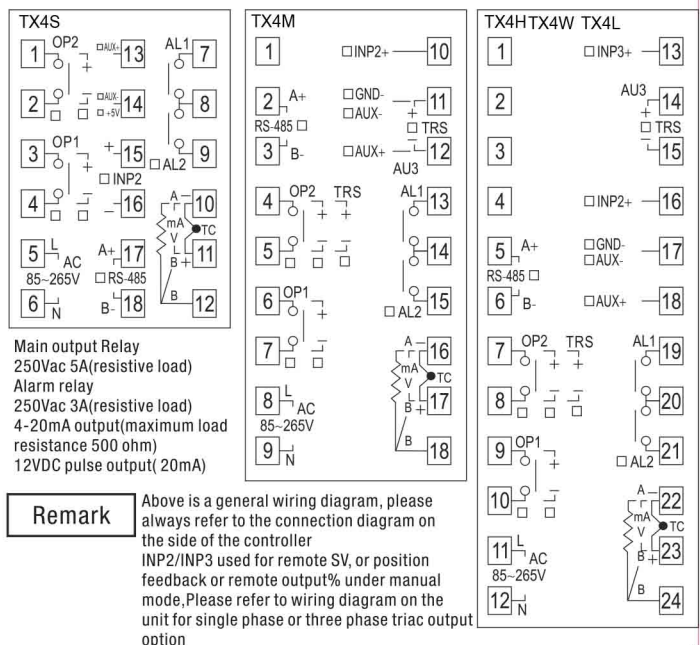 TX4S
1 OP2 + □AUX+ 13 AL1 7
2 □ □ □AUX- 14 8
□ +5V
3 OP1 + + 15 9
□ INP2 □ AL2
4 □ □ - 16 A - 10
mA
V TC
5 L AC A+ 17 B + 11
85~265V □ RS-485
6 N B- 18 B 12
TX4M
1 □ INP2+ 10
2 A+ □ GND- 11
RS-485 □ □AUX- + □ TRS
3 B- □AUX+ 12
AU3
4 OP2 TRS AL1 13
+ +
5 □ □ □ 14
6 OP1 + 15
□ AL2
7 □ □ A - 16
mA
V TC
8 L AC B + 17
85~265V
9 N B 18
TX4H TX4W TX4L
1 □ INP3+ 13
2 AU3 14
+ □ TRS
3 15
4 □ INP2+ 16
5 A+ □ GND- 17
RS-485 □ □ AUX-
6 B- □ AUX+ 18
7 OP2 TRS AL1 19
+ +
8 □ □ □ 20
9 OP1 + 21
□ AL2
10 □ □ A - 22
mA
V TC
11 L AC B + 23
85~265V
12 N B 24
Main output Relay
250Vac 5A(resistive load)
Alarm relay
250Vac 3A(resistive load)
4-20mA output(maximum load
resistance 500 ohm)
12VDC pulse output( 20mA)
Remark
Above is a general wiring diagram, please
always refer to the connection diagram on
the side of the controller
INP2/INP3 used for remote SV, or position
feedback or remote output% under manual
mode,Please refer to wiring diagram on the
unit for single phase or three phase triac output
option